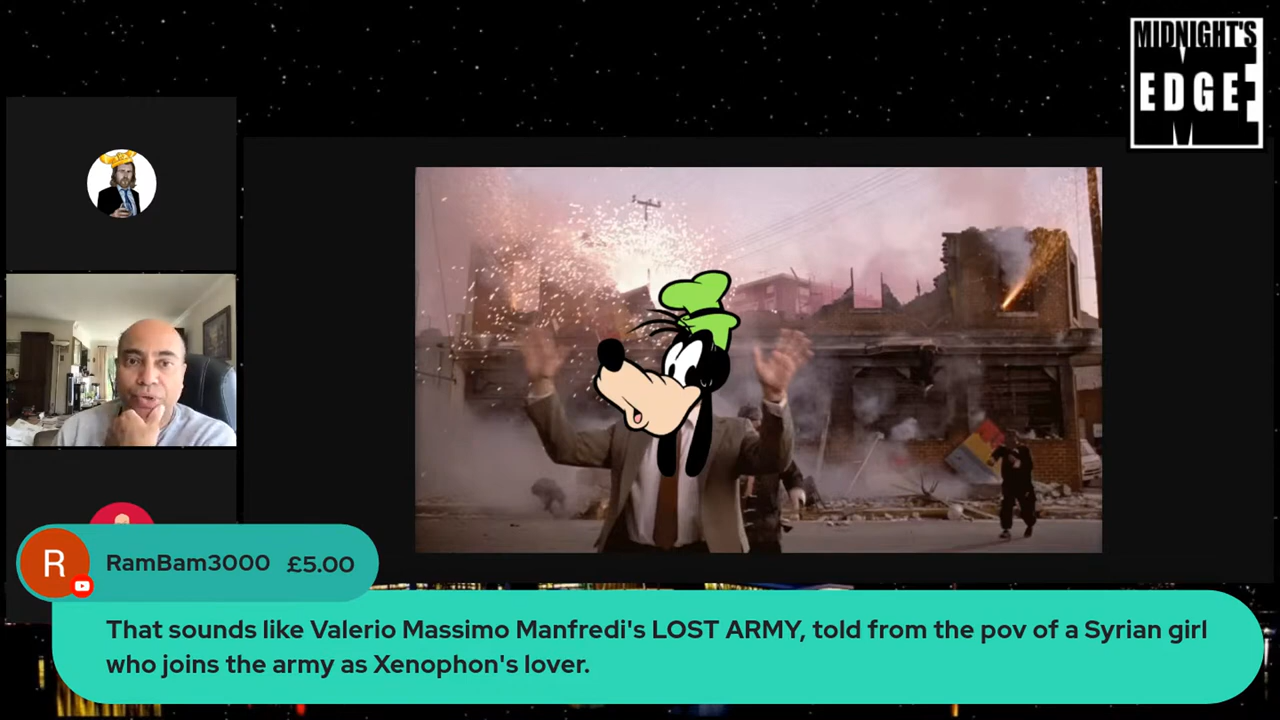 MIDNIGHT'S
EDGE
R
RamBam3000 £5.00
That sounds like Valerio Massimo Manfredi's LOST ARMY, told from the pov of a Syrian girl
who joins the army as Xenophon's lover.